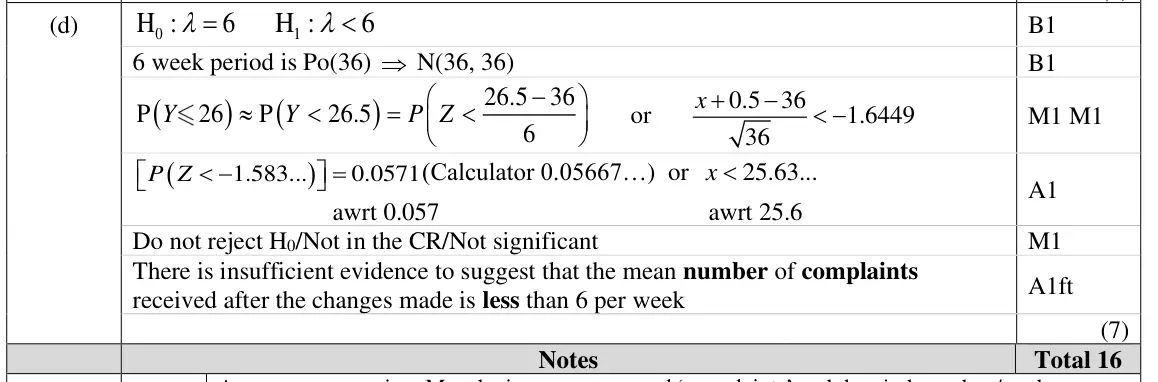 (d) H₀ : λ = 6 H₁ : λ < 6 B1
6 week period is Po(36) ⇒ N(36, 36) B1
P(Y⩽26) ≈ P(Y < 26.5) = P(Z < (26.5 − 36)/6) or (x + 0.5 − 36)/√36 < −1.6449 M1 M1
[P(Z < −1.583...)] = 0.0571 (Calculator 0.05667…) or x < 25.63... A1
awrt 0.057 awrt 25.6
Do not reject H₀/Not in the CR/Not significant M1
There is insufficient evidence to suggest that the mean number of complaints
received after the changes made is less than 6 per week A1ft
(7)
Notes Total 16